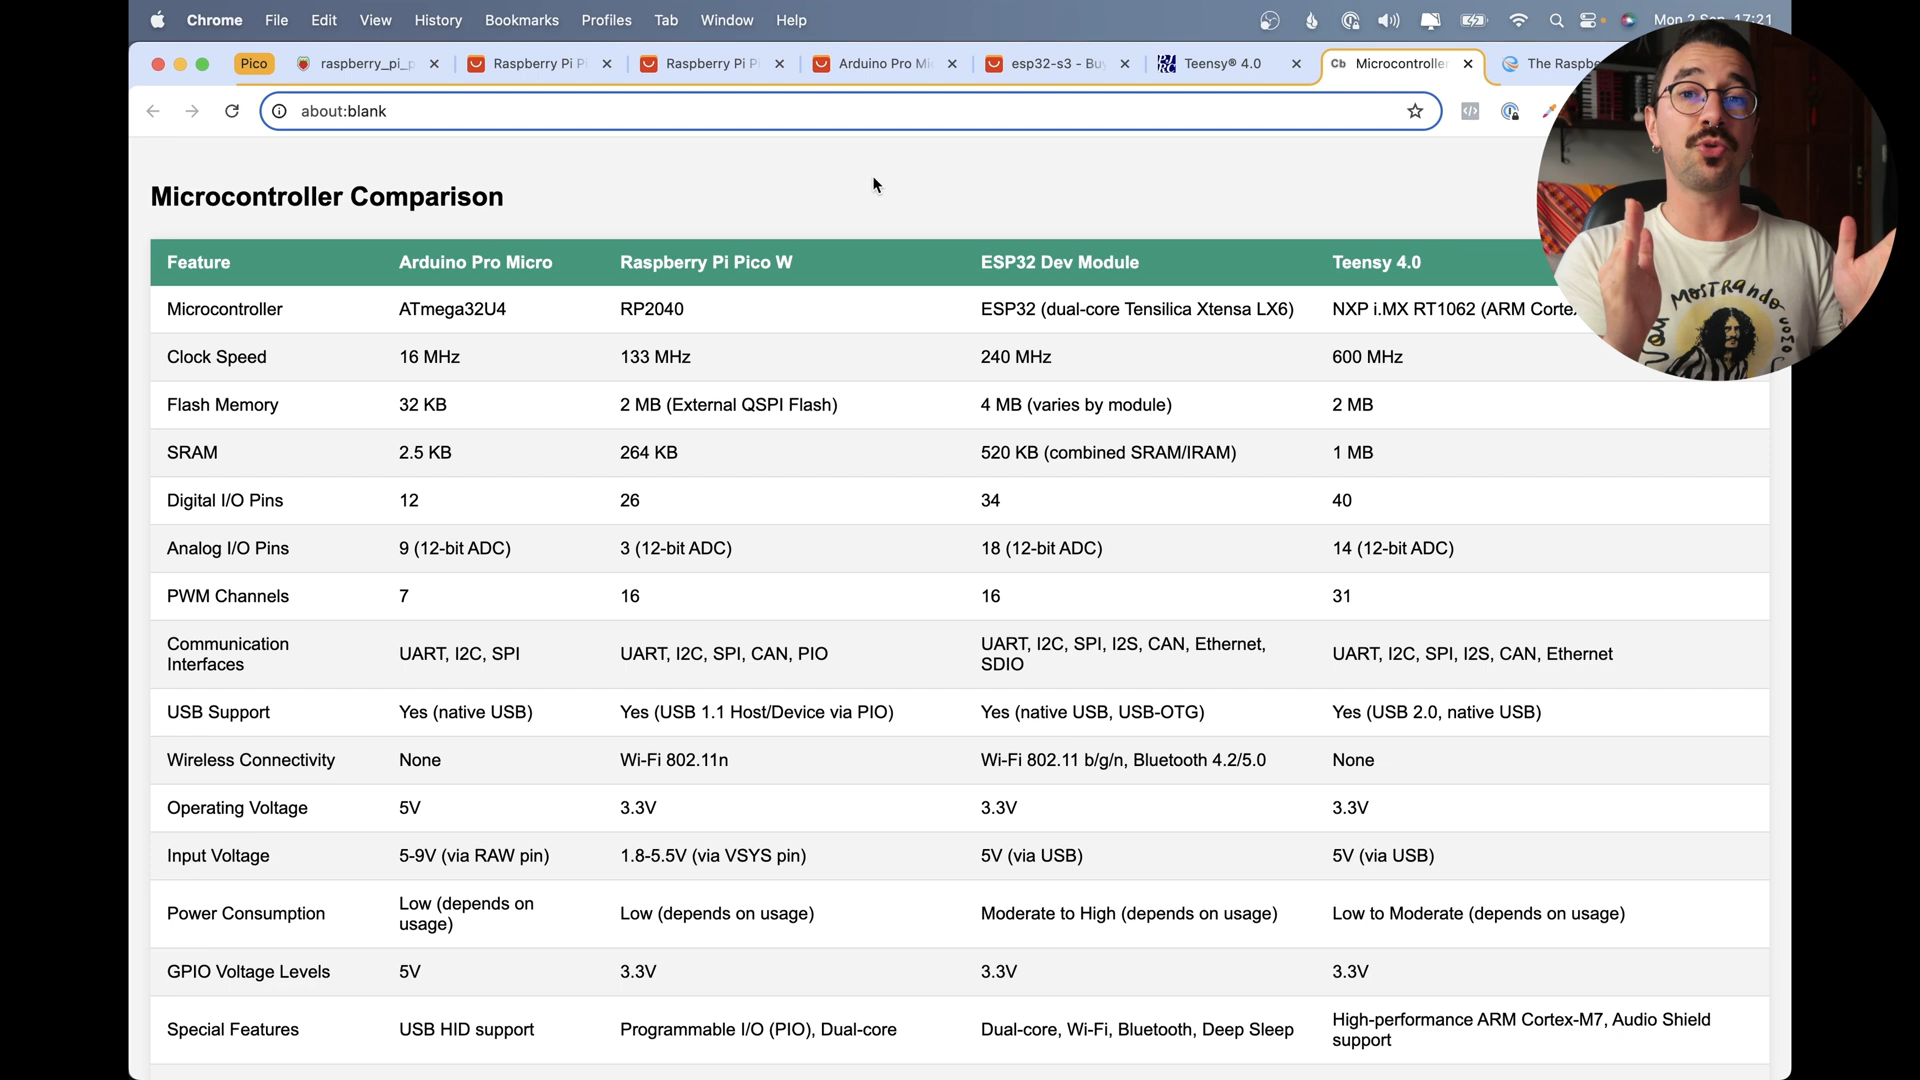 Chrome File Edit View History Bookmarks Profiles Tab Window Help Mon 2 Sep 17:21
Pico raspberry_pi_p Raspberry Pi Pi Raspberry Pi Pi Arduino Pro Mi esp32-s3 - Bu Teensy® 4.0 Cb Microcontroller The Raspbe
about:blank
Microcontroller Comparison
Feature Arduino Pro Micro Raspberry Pi Pico W ESP32 Dev Module Teensy 4.0
Microcontroller ATmega32U4 RP2040 ESP32 (dual-core Tensilica Xtensa LX6) NXP i.MX RT1062 (ARM Corte
Clock Speed 16 MHz 133 MHz 240 MHz 600 MHz
Flash Memory 32 KB 2 MB (External QSPI Flash) 4 MB (varies by module) 2 MB
SRAM 2.5 KB 264 KB 520 KB (combined SRAM/IRAM) 1 MB
Digital I/O Pins 12 26 34 40
Analog I/O Pins 9 (12-bit ADC) 3 (12-bit ADC) 18 (12-bit ADC) 14 (12-bit ADC)
PWM Channels 7 16 16 31
Communication Interfaces UART, I2C, SPI UART, I2C, SPI, CAN, PIO UART, I2C, SPI, I2S, CAN, Ethernet, SDIO UART, I2C, SPI, I2S, CAN, Ethernet
USB Support Yes (native USB) Yes (USB 1.1 Host/Device via PIO) Yes (native USB, USB-OTG) Yes (USB 2.0, native USB)
Wireless Connectivity None Wi-Fi 802.11n Wi-Fi 802.11 b/g/n, Bluetooth 4.2/5.0 None
Operating Voltage 5V 3.3V 3.3V 3.3V
Input Voltage 5-9V (via RAW pin) 1.8-5.5V (via VSYS pin) 5V (via USB) 5V (via USB)
Power Consumption Low (depends on usage) Low (depends on usage) Moderate to High (depends on usage) Low to Moderate (depends on usage)
GPIO Voltage Levels 5V 3.3V 3.3V 3.3V
Special Features USB HID support Programmable I/O (PIO), Dual-core Dual-core, Wi-Fi, Bluetooth, Deep Sleep High-performance ARM Cortex-M7, Audio Shield support
MOSTRANDO
COMO